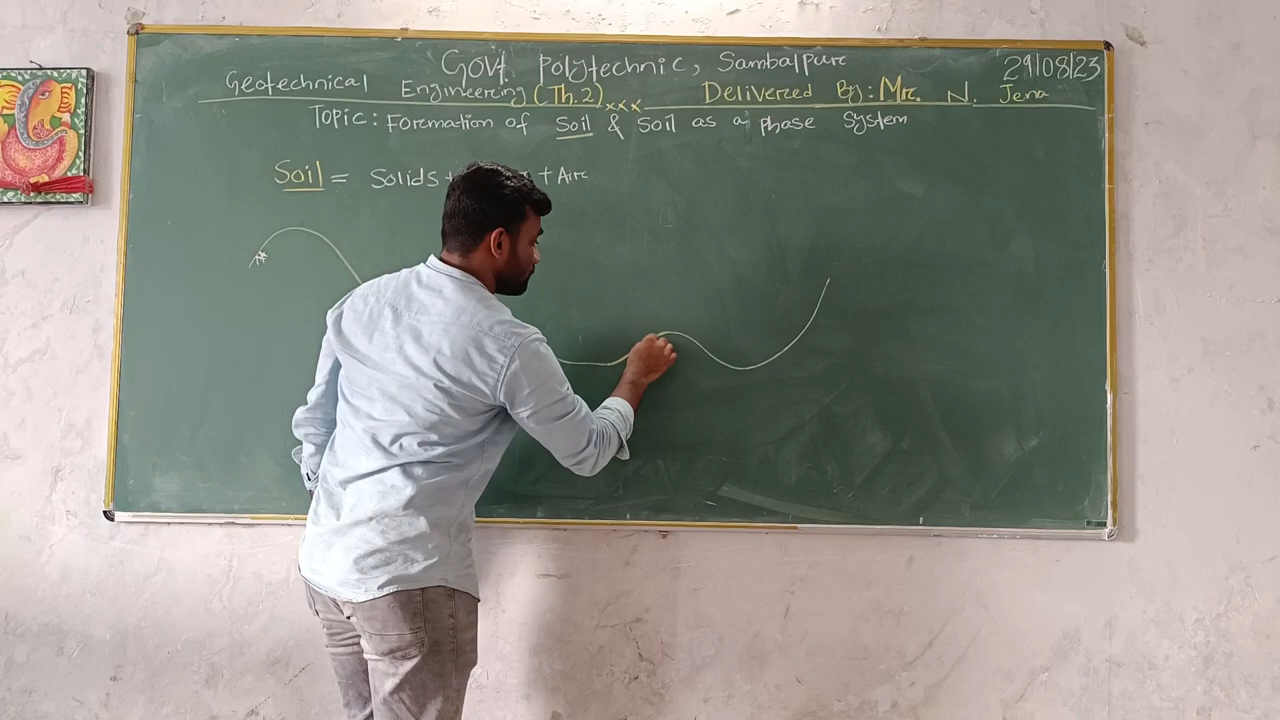 Govt Polytechnic, Sambalpur 29/08/23
Geotechnical Engineering (Th.2) xxx Delivered By: Mr. N. Jena
Topic: Formation of Soil & Soil as a phase System
Soil = Solids + + Air